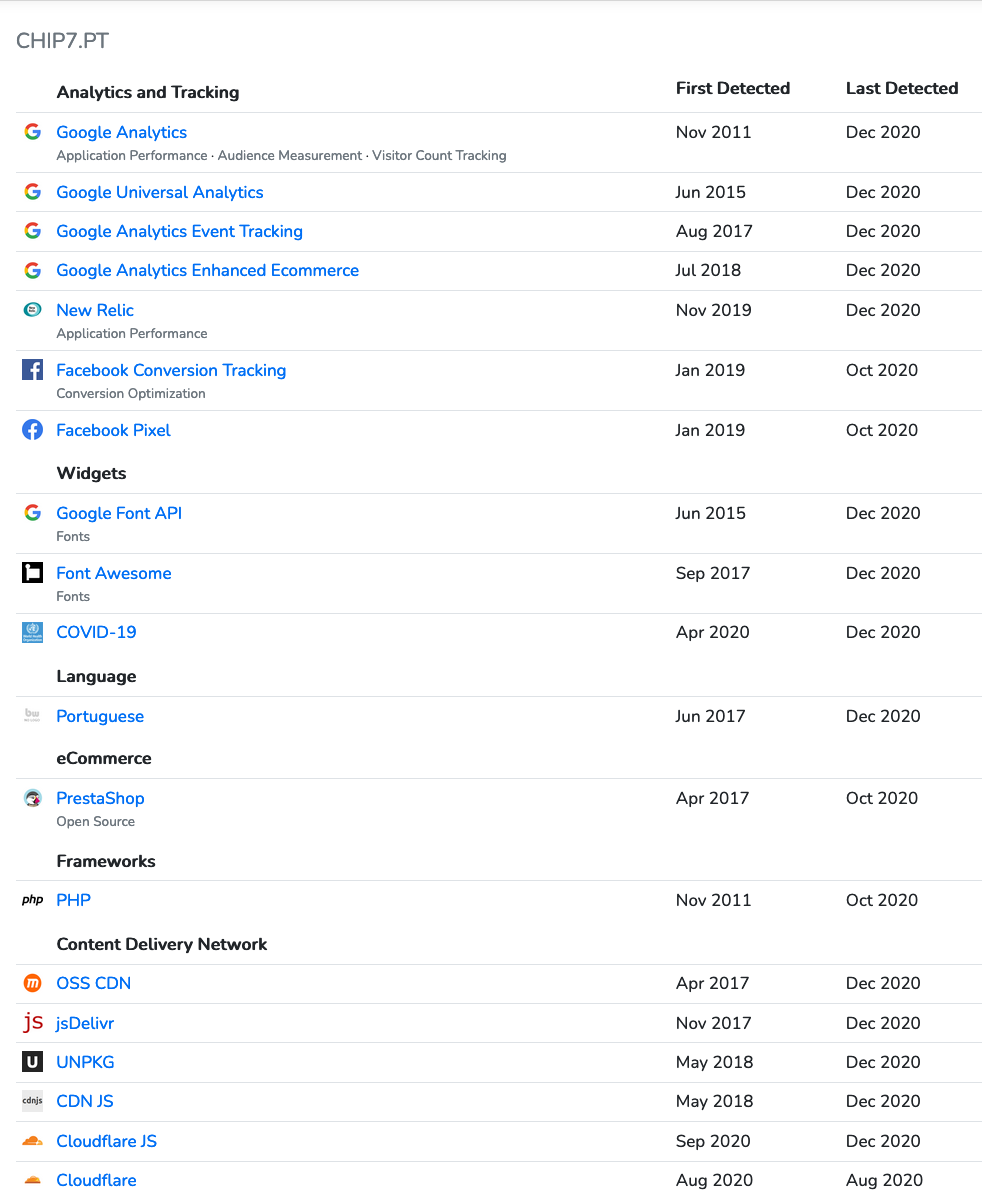 CHIP7.PT
Analytics and Tracking First Detected Last Detected
Google Analytics Nov 2011 Dec 2020
Application Performance · Audience Measurement · Visitor Count Tracking
Google Universal Analytics Jun 2015 Dec 2020
Google Analytics Event Tracking Aug 2017 Dec 2020
Google Analytics Enhanced Ecommerce Jul 2018 Dec 2020
New Relic Nov 2019 Dec 2020
Application Performance
Facebook Conversion Tracking Jan 2019 Oct 2020
Conversion Optimization
Facebook Pixel Jan 2019 Oct 2020
Widgets
Google Font API Jun 2015 Dec 2020
Fonts
Font Awesome Sep 2017 Dec 2020
Fonts
COVID-19 Apr 2020 Dec 2020
Language
bw Portuguese Jun 2017 Dec 2020
eCommerce
PrestaShop Apr 2017 Oct 2020
Open Source
Frameworks
php PHP Nov 2011 Oct 2020
Content Delivery Network
m OSS CDN Apr 2017 Dec 2020
js jsDelivr Nov 2017 Dec 2020
U UNPKG May 2018 Dec 2020
cdnjs CDN JS May 2018 Dec 2020
Cloudflare JS Sep 2020 Dec 2020
Cloudflare Aug 2020 Aug 2020